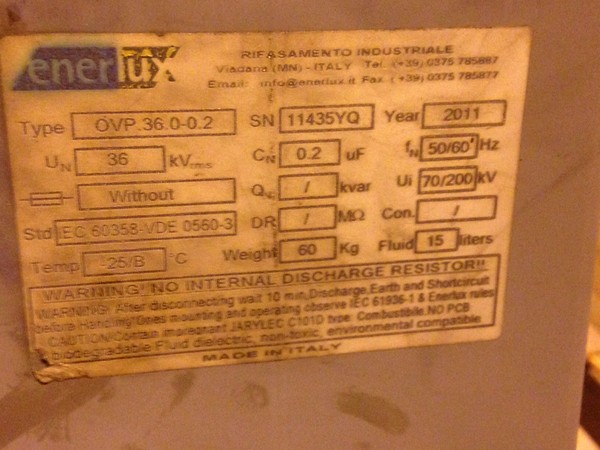 enerlux
RIFASAMENTO INDUSTRIALE
Viadana (MN) - ITALY Tel. (+39) 0375 785887
Email: info@enerlux.it Fax (+39) 0375 785877
Type OVP.36.0-0.2 SN 11435YQ Year 2011
UN 36 kVrms CN 0.2 uF fN 50/60' Hz
Without QN / kvar Ui 70/200 kV
Std IEC 60358-VDE 0560-3 DR / MΩ Con. /
Temp -25/B °C Weight 60 Kg Fluid 15 liters
WARNING! NO INTERNAL DISCHARGE RESISTOR!!
WARNING! After disconnecting wait 10 min, Discharge, Earth and Shortcircuit
before Handling/times mounting and operating observe IEC 61936-1 & Enerlux rules
CAUTION Contain impregnant JARYLEC C101D type. Combustible. NO PCB
biodegradable Fluid dielectric, non-toxic, environmental compatible
MADE IN ITALY